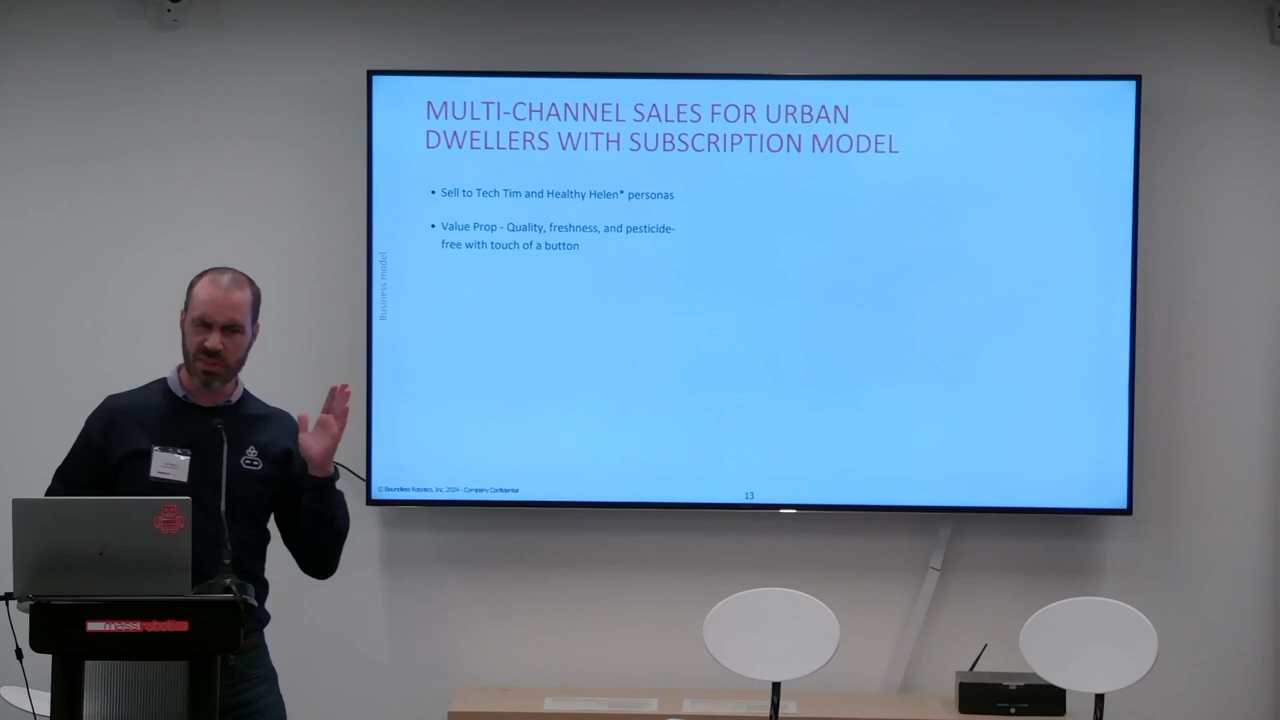 MULTI-CHANNEL SALES FOR URBAN
DWELLERS WITH SUBSCRIPTION MODEL
• Sell to Tech Tim and Healthy Helen* personas
• Value Prop - Quality, freshness, and pesticide-
free with touch of a button
Business model
© Boundless Robotics, Inc. 2024 - Company Confidential
13
massrobotics